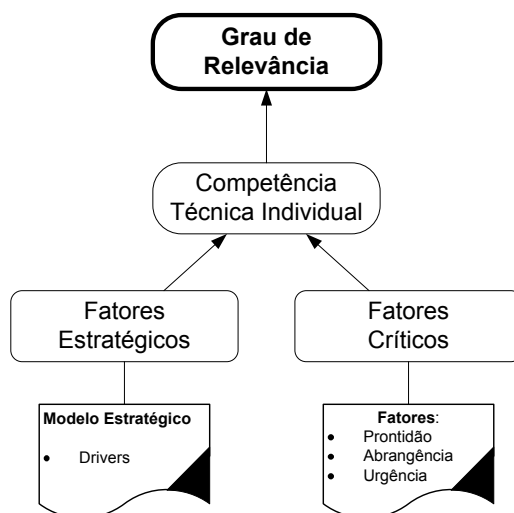 Grau de
Relevância
Competência
Técnica Individual
Fatores
Estratégicos
Fatores
Críticos
Modelo Estratégico
• Drivers
Fatores:
• Prontidão
• Abrangência
• Urgência